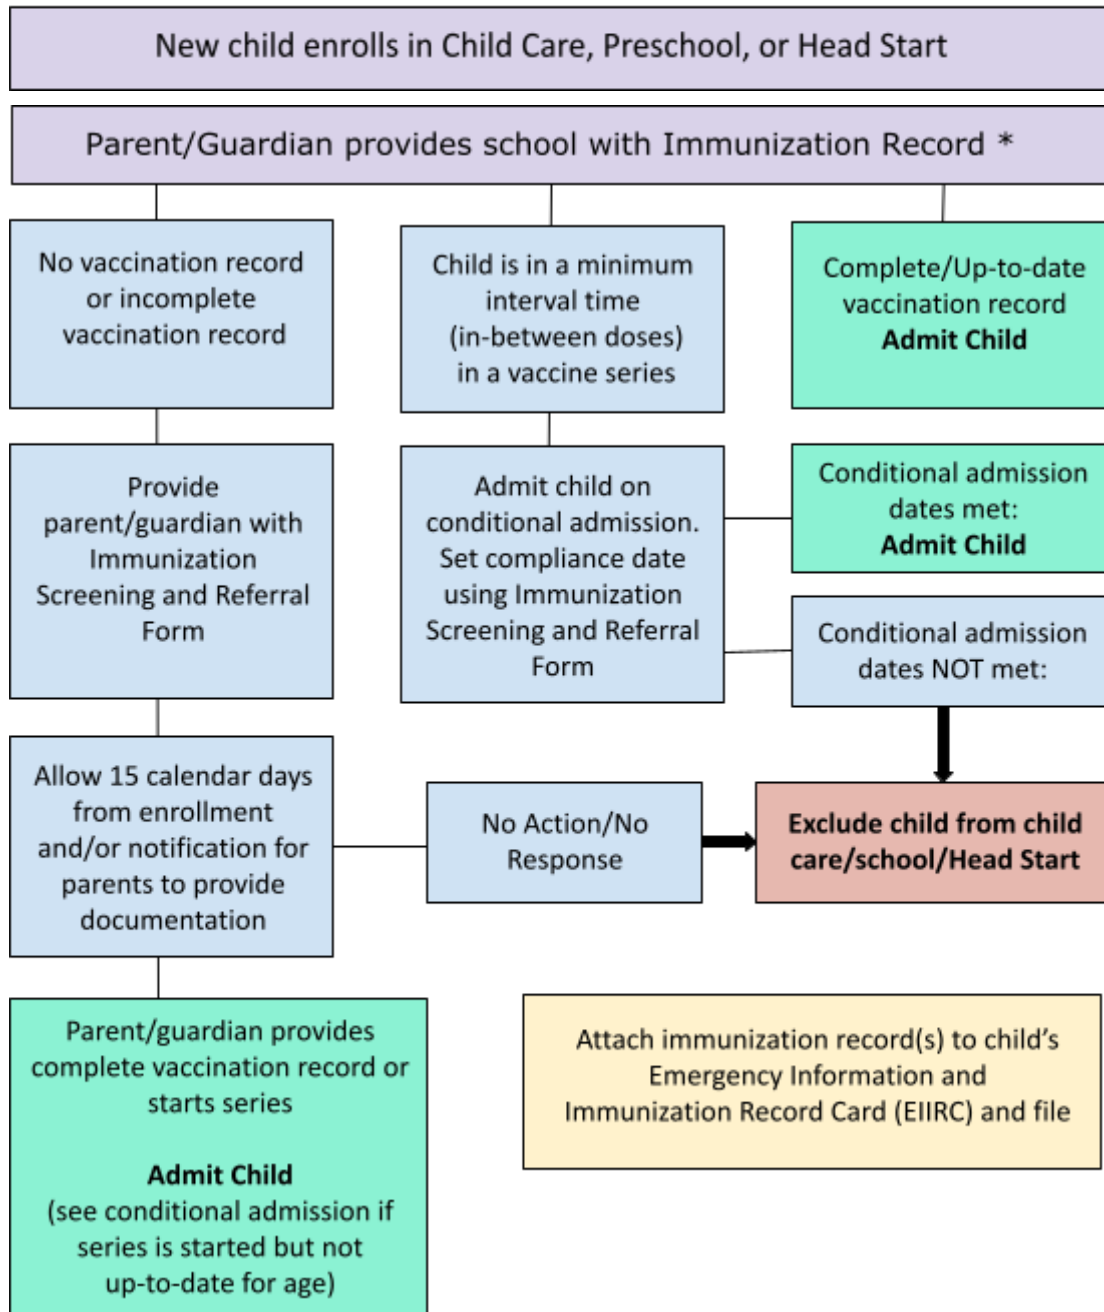 New child enrolls in Child Care, Preschool, or Head Start
Parent/Guardian provides school with Immunization Record *
No vaccination record
or incomplete
vaccination record
Child is in a minimum
interval time
(in-between doses)
in a vaccine series
Complete/Up-to-date
vaccination record
Admit Child
Provide
parent/guardian with
Immunization
Screening and Referral
Form
Admit child on
conditional admission.
Set compliance date
using Immunization
Screening and Referral
Form
Conditional admission
dates met:
Admit Child
Conditional admission
dates NOT met:
Allow 15 calendar days
from enrollment
and/or notification for
parents to provide
documentation
No Action/No
Response
Exclude child from child
care/school/Head Start
Parent/guardian provides
complete vaccination record or
starts series
Admit Child
(see conditional admission if
series is started but not
up-to-date for age)
Attach immunization record(s) to child's
Emergency Information and
Immunization Record Card (EIIRC) and file